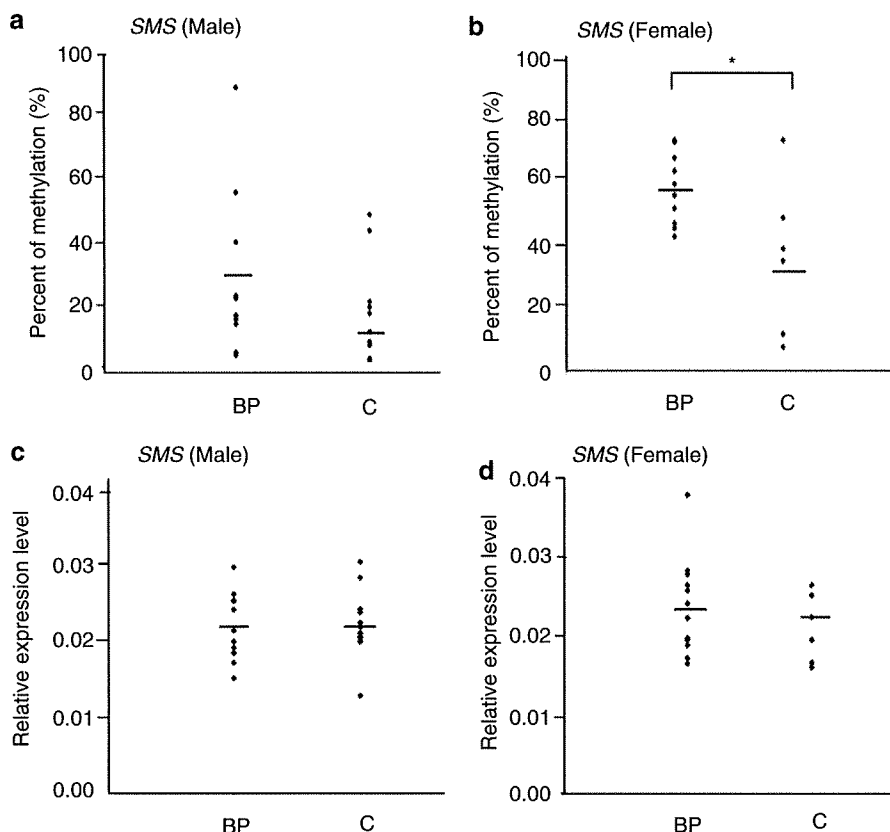 a
SMS (Male)
Percent of methylation (%)
100
80
60
40
20
0
BP
C
b
SMS (Female)
*
Percent of methylation (%)
100
80
60
40
20
0
BP
C
c
SMS (Male)
Relative expression level
0.04
0.03
0.02
0.01
0.00
BP
C
d
SMS (Female)
Relative expression level
0.04
0.03
0.02
0.01
0.00
BP
C